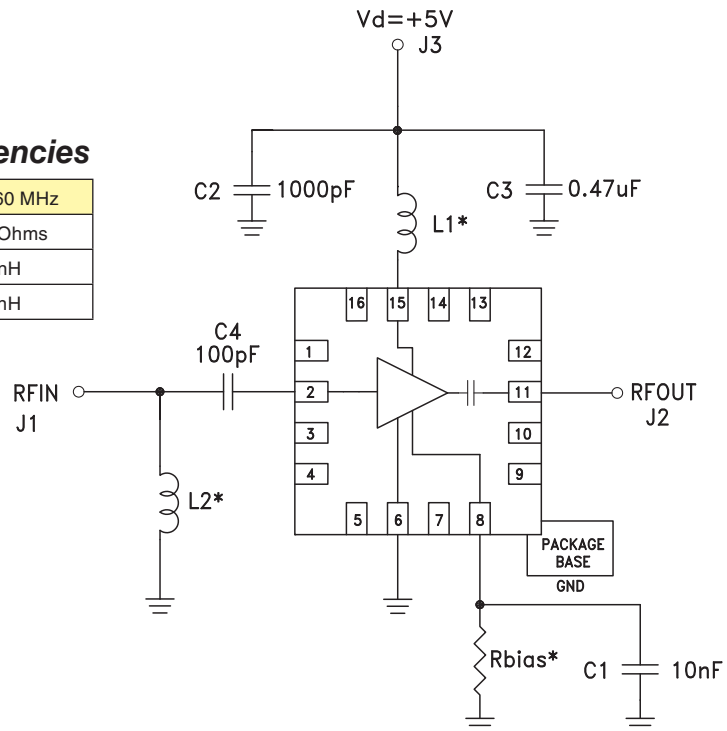 Vd=+5V
J3
encies
60 MHz
Ohms
nH
nH
C2
1000pF
C3
0.47uF
L1*
16
15
14
13
C4
100pF
1
12
RFIN
2
11
RFOUT
J1
J2
3
10
4
9
L2*
5
6
7
8
PACKAGE
BASE
GND
Rbias*
C1
10nF